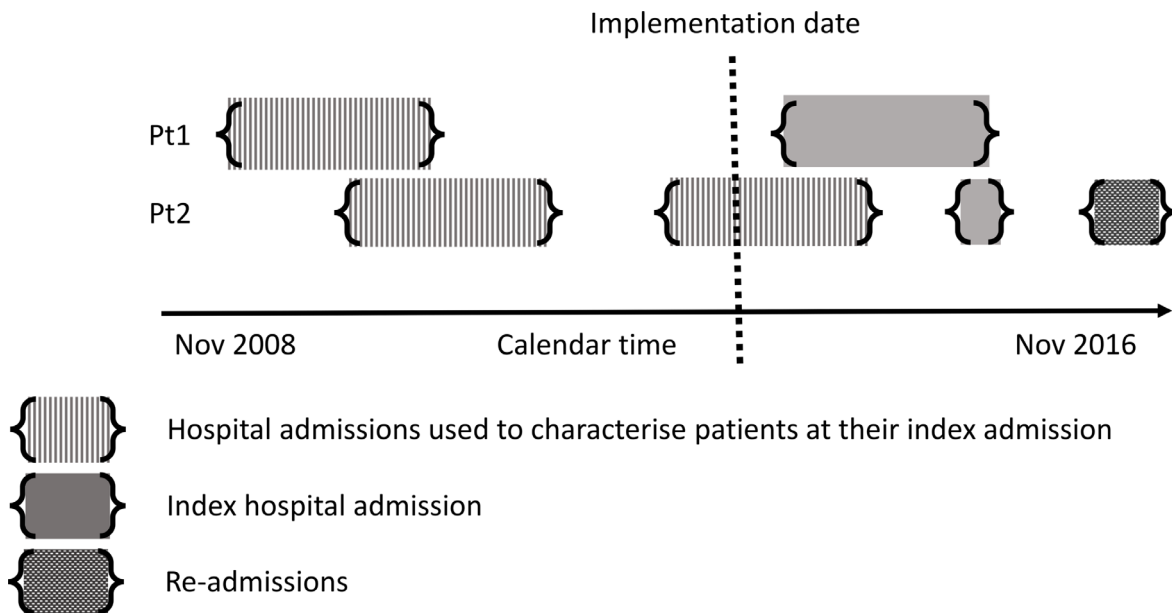 Implementation date
Pt1
Pt2
Nov 2008
Calendar time
Nov 2016
Hospital admissions used to characterise patients at their index admission
Index hospital admission
Re-admissions